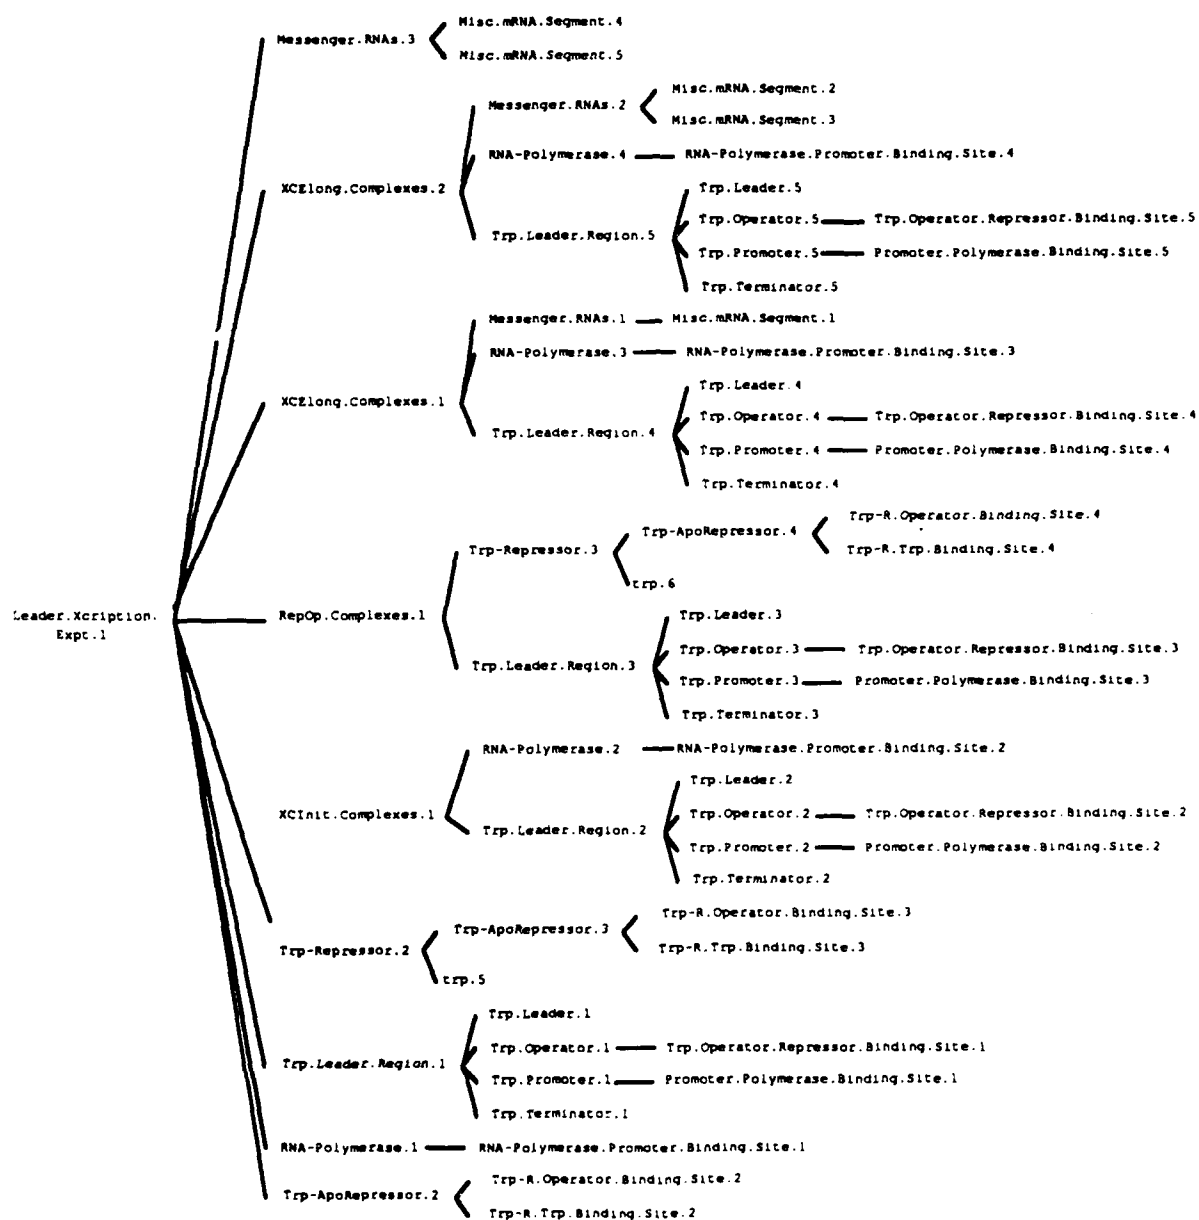 Misc.mRNA.Segment.4
Messenger.RNAs.3
Misc.mRNA.Segment.5
Misc.mRNA.Segment.2
Messenger.RNAs.2
Misc.mRNA.Segment.3
RNA-Polymerase.4 RNA-Polymerase.Promoter.Binding.Site.4
XCElong.Complexes.2
Trp.Leader.5
Trp.Operator.5 Trp.Operator.Repressor.Binding.Site.5
Trp.Leader.Region.5
Trp.Promoter.5 Promoter.Polymerase.Binding.Site.5
Trp.Terminator.5
Messenger.RNAs.1 Misc.mRNA.Segment.1
RNA-Polymerase.3 RNA-Polymerase.Promoter.Binding.Site.3
Trp.Leader.4
XCElong.Complexes.1
Trp.Operator.4 Trp.Operator.Repressor.Binding.Site.4
Trp.Leader.Region.4
Trp.Promoter.4 Promoter.Polymerase.Binding.Site.4
Trp.Terminator.4
Trp-R.Operator.Binding.Site.4
Trp-ApoRepressor.4
Trp-Repressor.3
Trp-R.Trp.Binding.Site.4
trp.6
Leader.Xcription.
Expt.1
RepOp.Complexes.1
Trp.Leader.3
Trp.Operator.3 Trp.Operator.Repressor.Binding.Site.3
Trp.Leader.Region.3
Trp.Promoter.3 Promoter.Polymerase.Binding.Site.3
Trp.Terminator.3
RNA-Polymerase.2 RNA-Polymerase.Promoter.Binding.Site.2
Trp.Leader.2
XCInit.Complexes.1
Trp.Operator.2 Trp.Operator.Repressor.Binding.Site.2
Trp.Leader.Region.2
Trp.Promoter.2 Promoter.Polymerase.Binding.Site.2
Trp.Terminator.2
Trp-R.Operator.Binding.Site.3
Trp-ApoRepressor.3
Trp-Repressor.2
Trp-R.Trp.Binding.Site.3
trp.5
Trp.Leader.1
Trp.Operator.1 Trp.Operator.Repressor.Binding.Site.1
Trp.Leader.Region.1
Trp.Promoter.1 Promoter.Polymerase.Binding.Site.1
Trp.Terminator.1
RNA-Polymerase.1 RNA-Polymerase.Promoter.Binding.Site.1
Trp-R.Operator.Binding.Site.2
Trp-ApoRepressor.2
Trp-R.Trp.Binding.Site.2